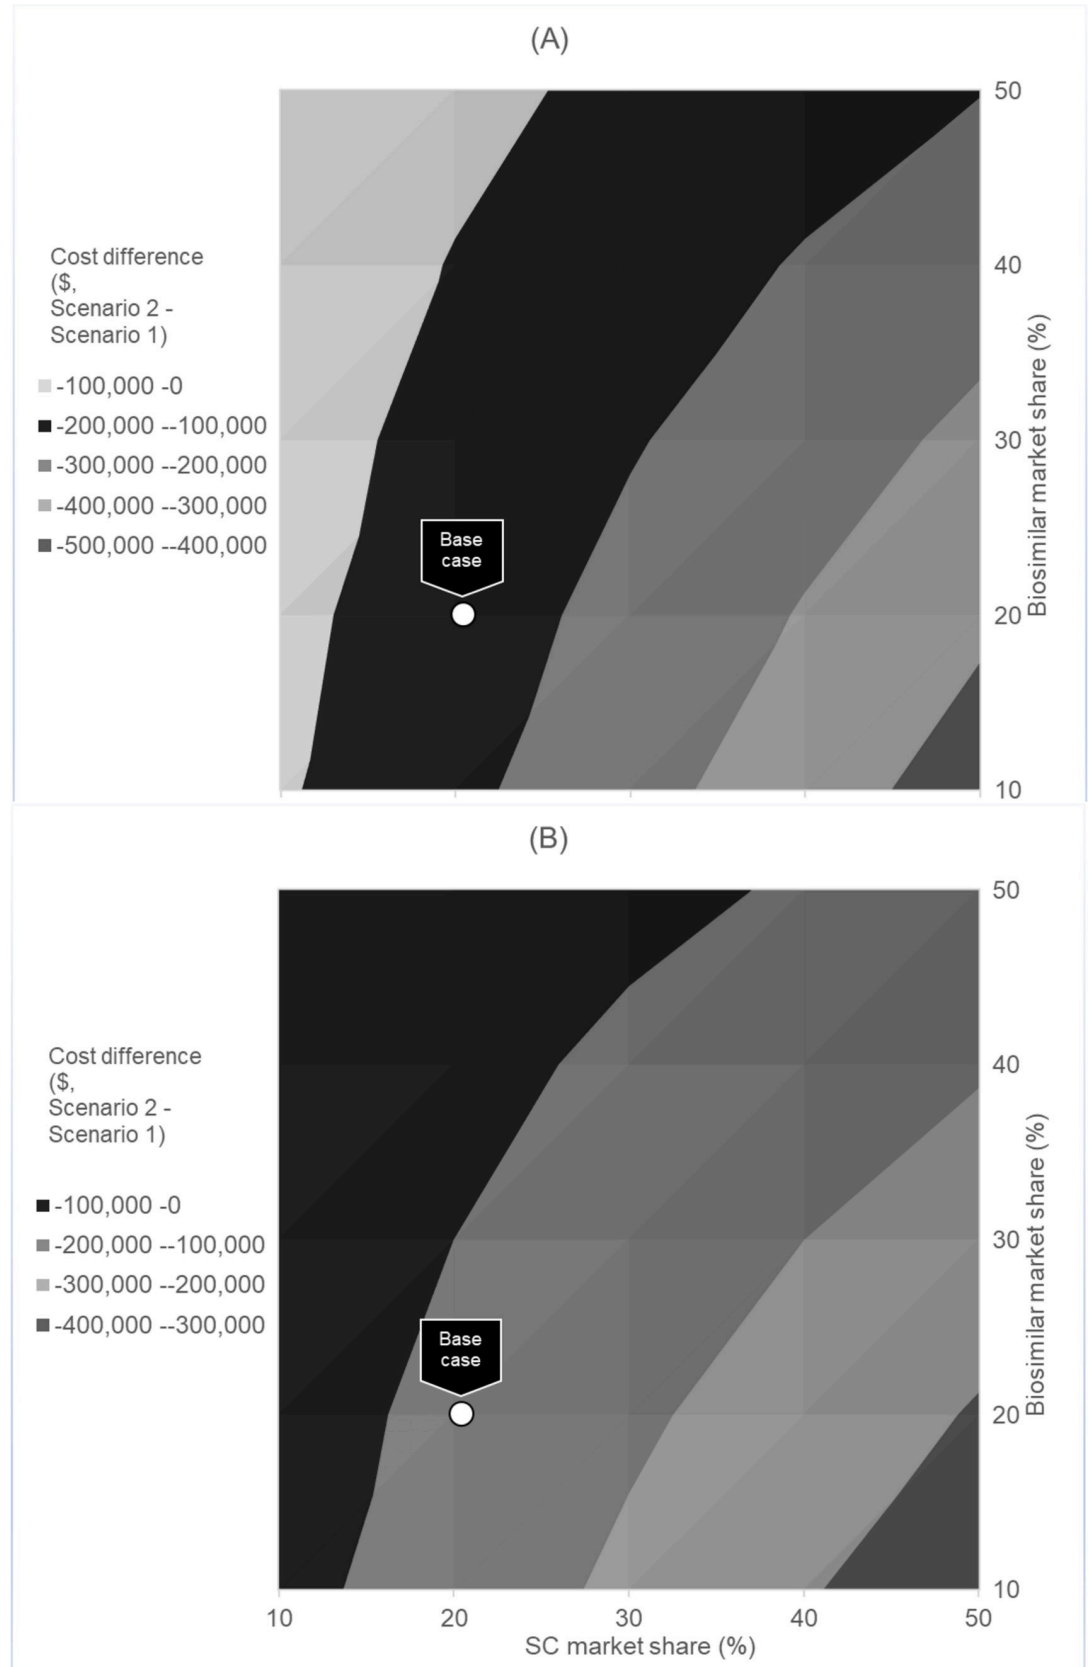 (A)
50
40
30
20
10
Biosimilar market share (%)
Cost difference
($,
Scenario 2 -
Scenario 1)
-100,000 -0
-200,000 --100,000
-300,000 --200,000
-400,000 --300,000
-500,000 --400,000
Base
case
(B)
50
40
30
20
10
Biosimilar market share (%)
Cost difference
($,
Scenario 2 -
Scenario 1)
-100,000 -0
-200,000 --100,000
-300,000 --200,000
-400,000 --300,000
Base
case
10 20 30 40 50
SC market share (%)